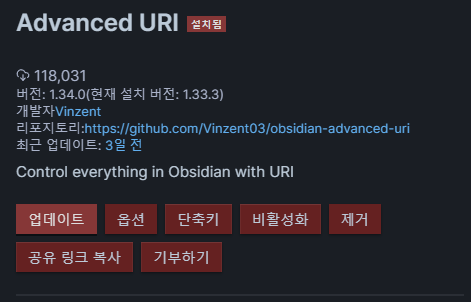 Advanced URI 설치됨
118,031
버전: 1.34.0(현재 설치 버전: 1.33.3)
개발자Vinzent
리포지토리:https://github.com/Vinzent03/obsidian-advanced-uri
최근 업데이트: 3일 전
Control everything in Obsidian with URI
업데이트 옵션 단축키 비활성화 제거
공유 링크 복사 기부하기